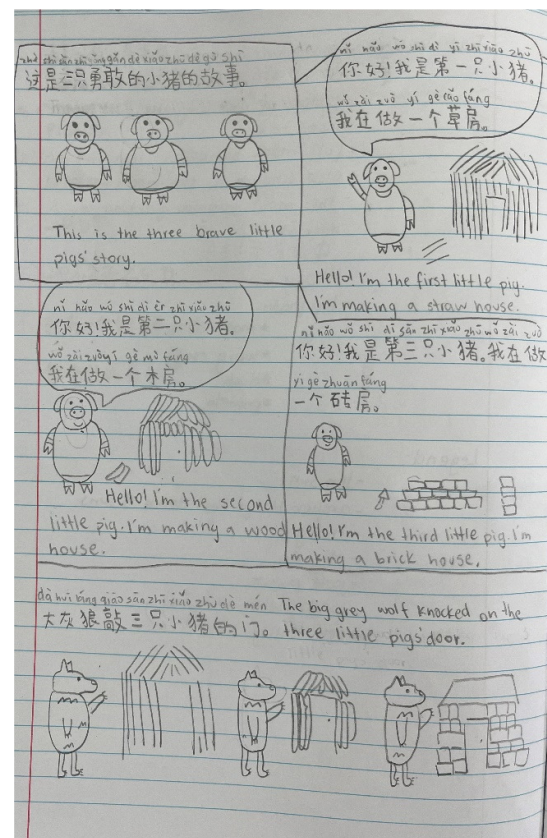 zhè shì sān zhī yǒng gǎn dè xiǎo zhū dè gù shì
这是三只勇敢的小猪的故事。
This is the three brave little
pigs' story.
nǐ hǎo wǒ shì dì yī zhī xiǎo zhū
你好!我是第一只小猪。
wǒ zài zuò yí gè cǎo fáng
我在做一个草房。
Hello! I'm the first little pig.
I'm making a straw house.
nǐ hǎo wǒ shì dì èr zhī xiǎo zhū
你好!我是第二只小猪。
wǒ zài zuò yí gè mù fáng
我在做一个木房。
Hello! I'm the second
little pig. I'm making a wood
house.
nǐ hǎo wǒ shì dì sān zhī xiǎo zhū wǒ zài zuò
你好!我是第三只小猪。我在做
yí gè zhuān fáng
一个砖房。
Hello! I'm the third little pig. I'm
making a brick house.
dà huī láng qiāo sān zhī xiǎo zhū dè mén
大灰狼敲三只小猪的门。
The big grey wolf knocked on the
three little pigs' door.